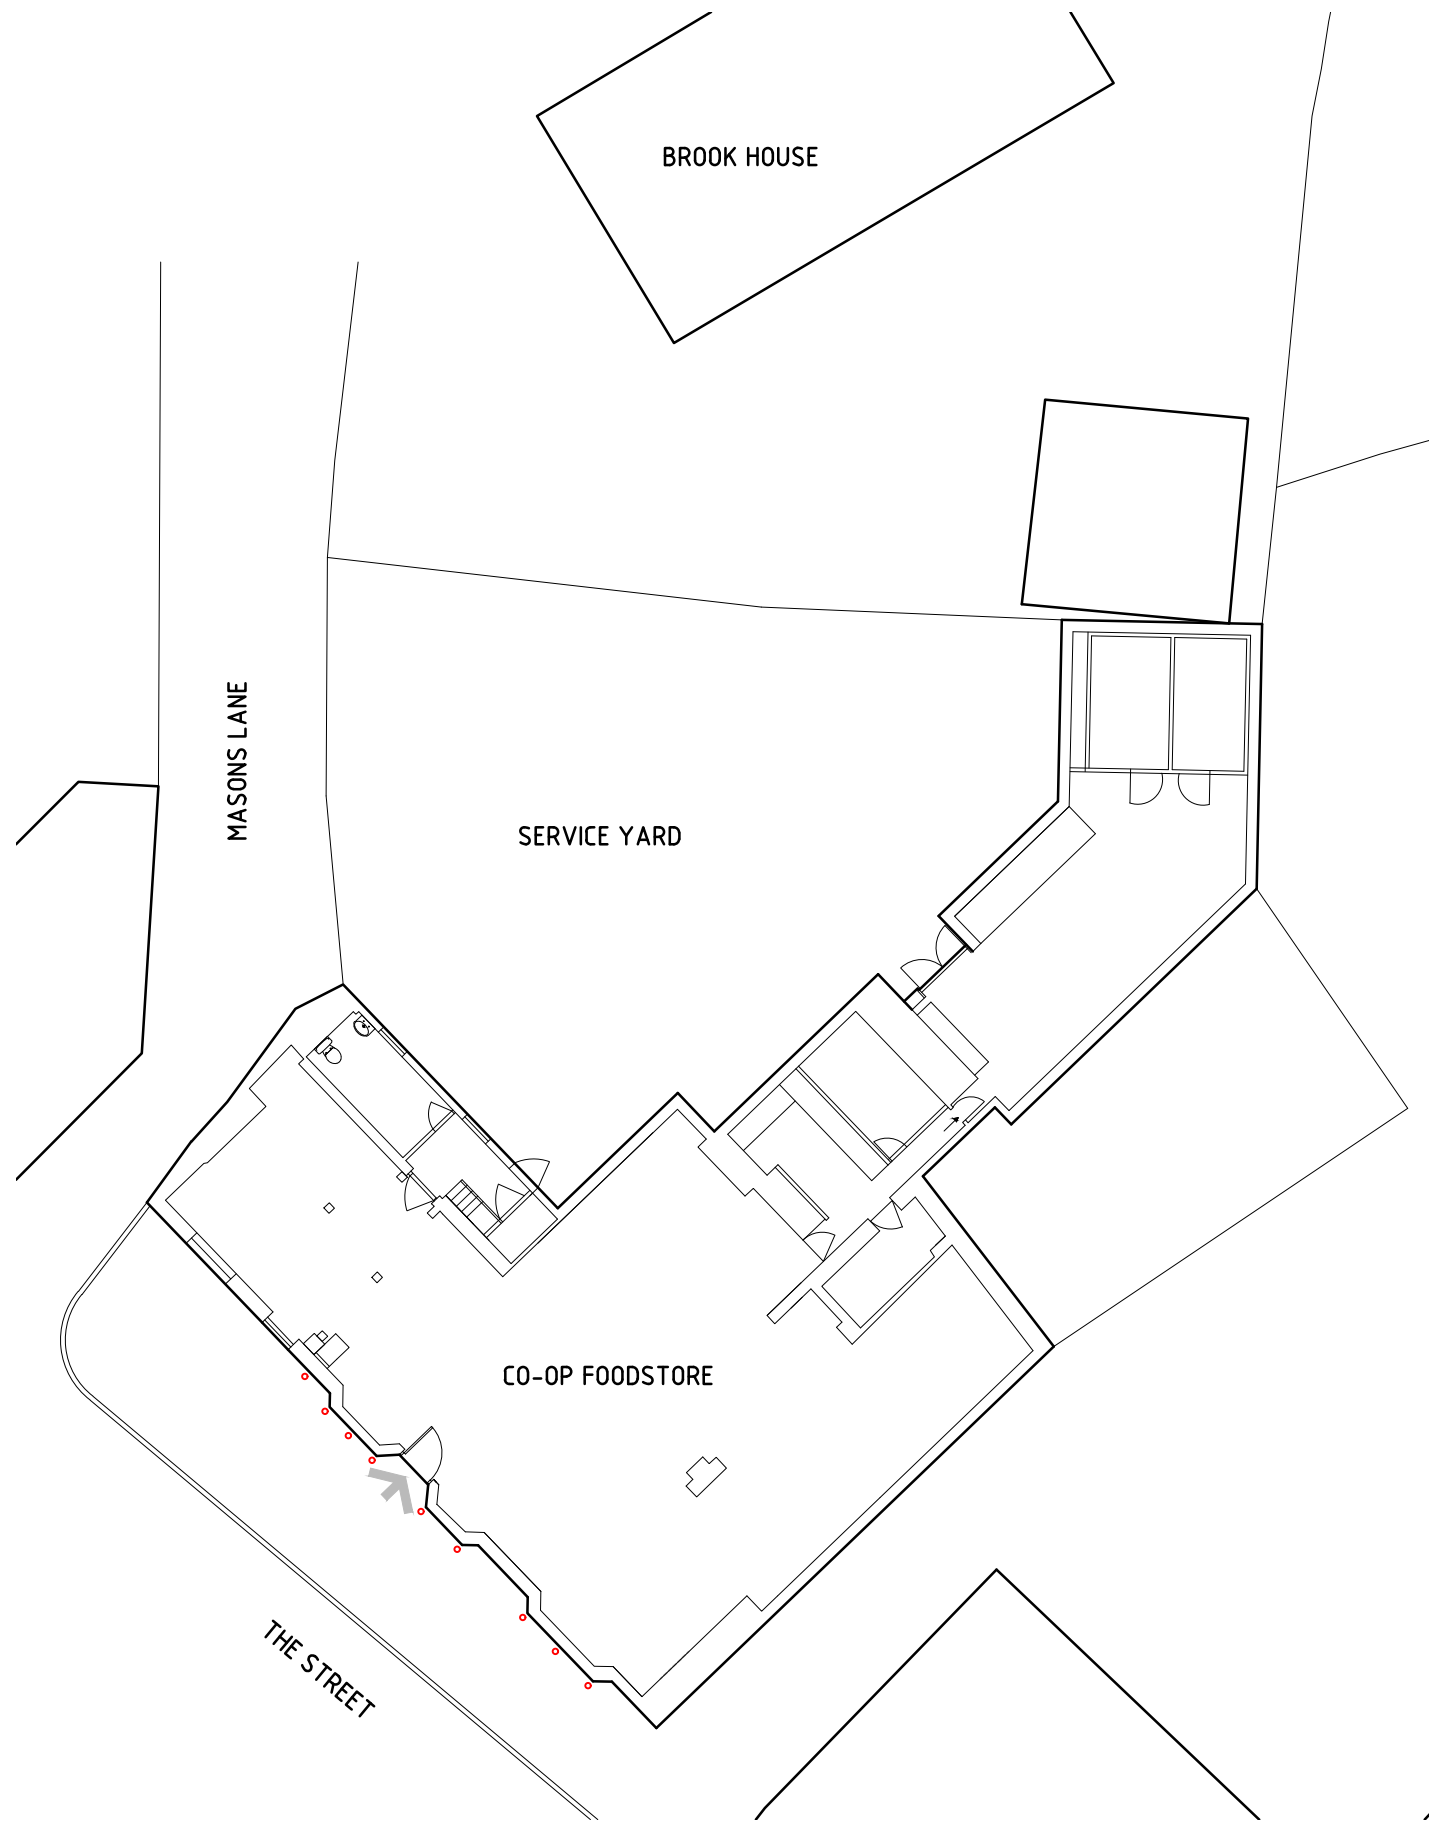 BROOK HOUSE
MASONS LANE
SERVICE YARD
CO-OP FOODSTORE
THE STREET